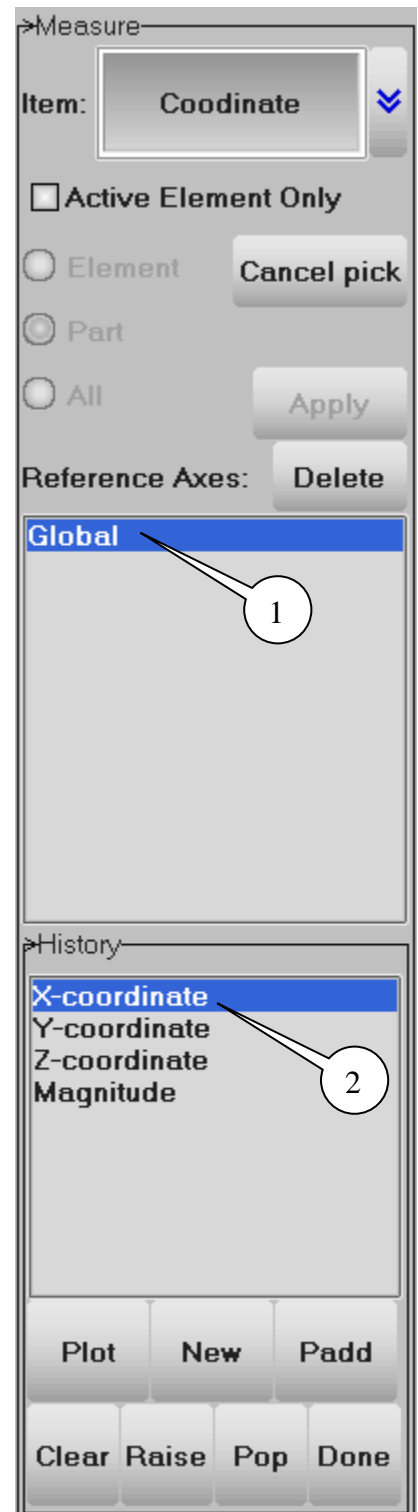 Measure
Item: Coodinate
Active Element Only
Element Cancel pick
Part
All Apply
Reference Axes: Delete
Global
1
History
X-coordinate
Y-coordinate
Z-coordinate
Magnitude
2
Plot New Padd
Clear Raise Pop Done